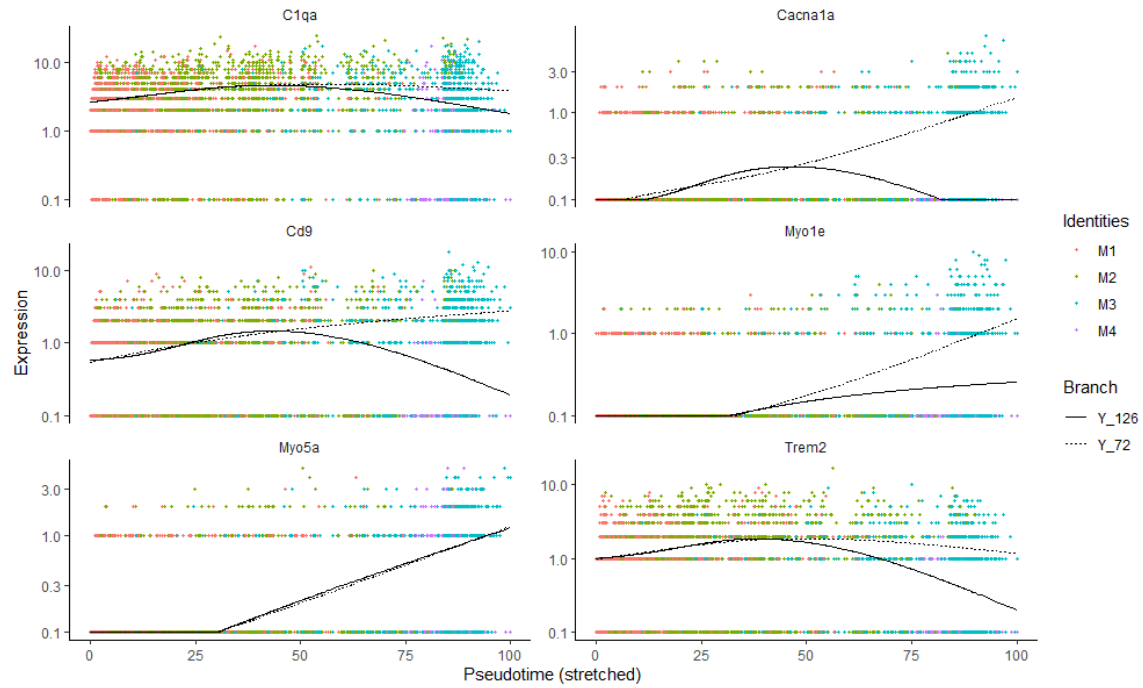 C1qa
Cacna1a
10.0
1.0
0.1
3.0
1.0
0.3
0.1
Cd9
Myo1e
10.0
1.0
0.1
10.0
1.0
0.1
Myo5a
Trem2
3.0
1.0
0.3
0.1
10.0
1.0
0.1
0 25 50 75 100
0 25 50 75 100
Expression
Pseudotime (stretched)
Identities
M1
M2
M3
M4
Branch
Y_126
Y_72